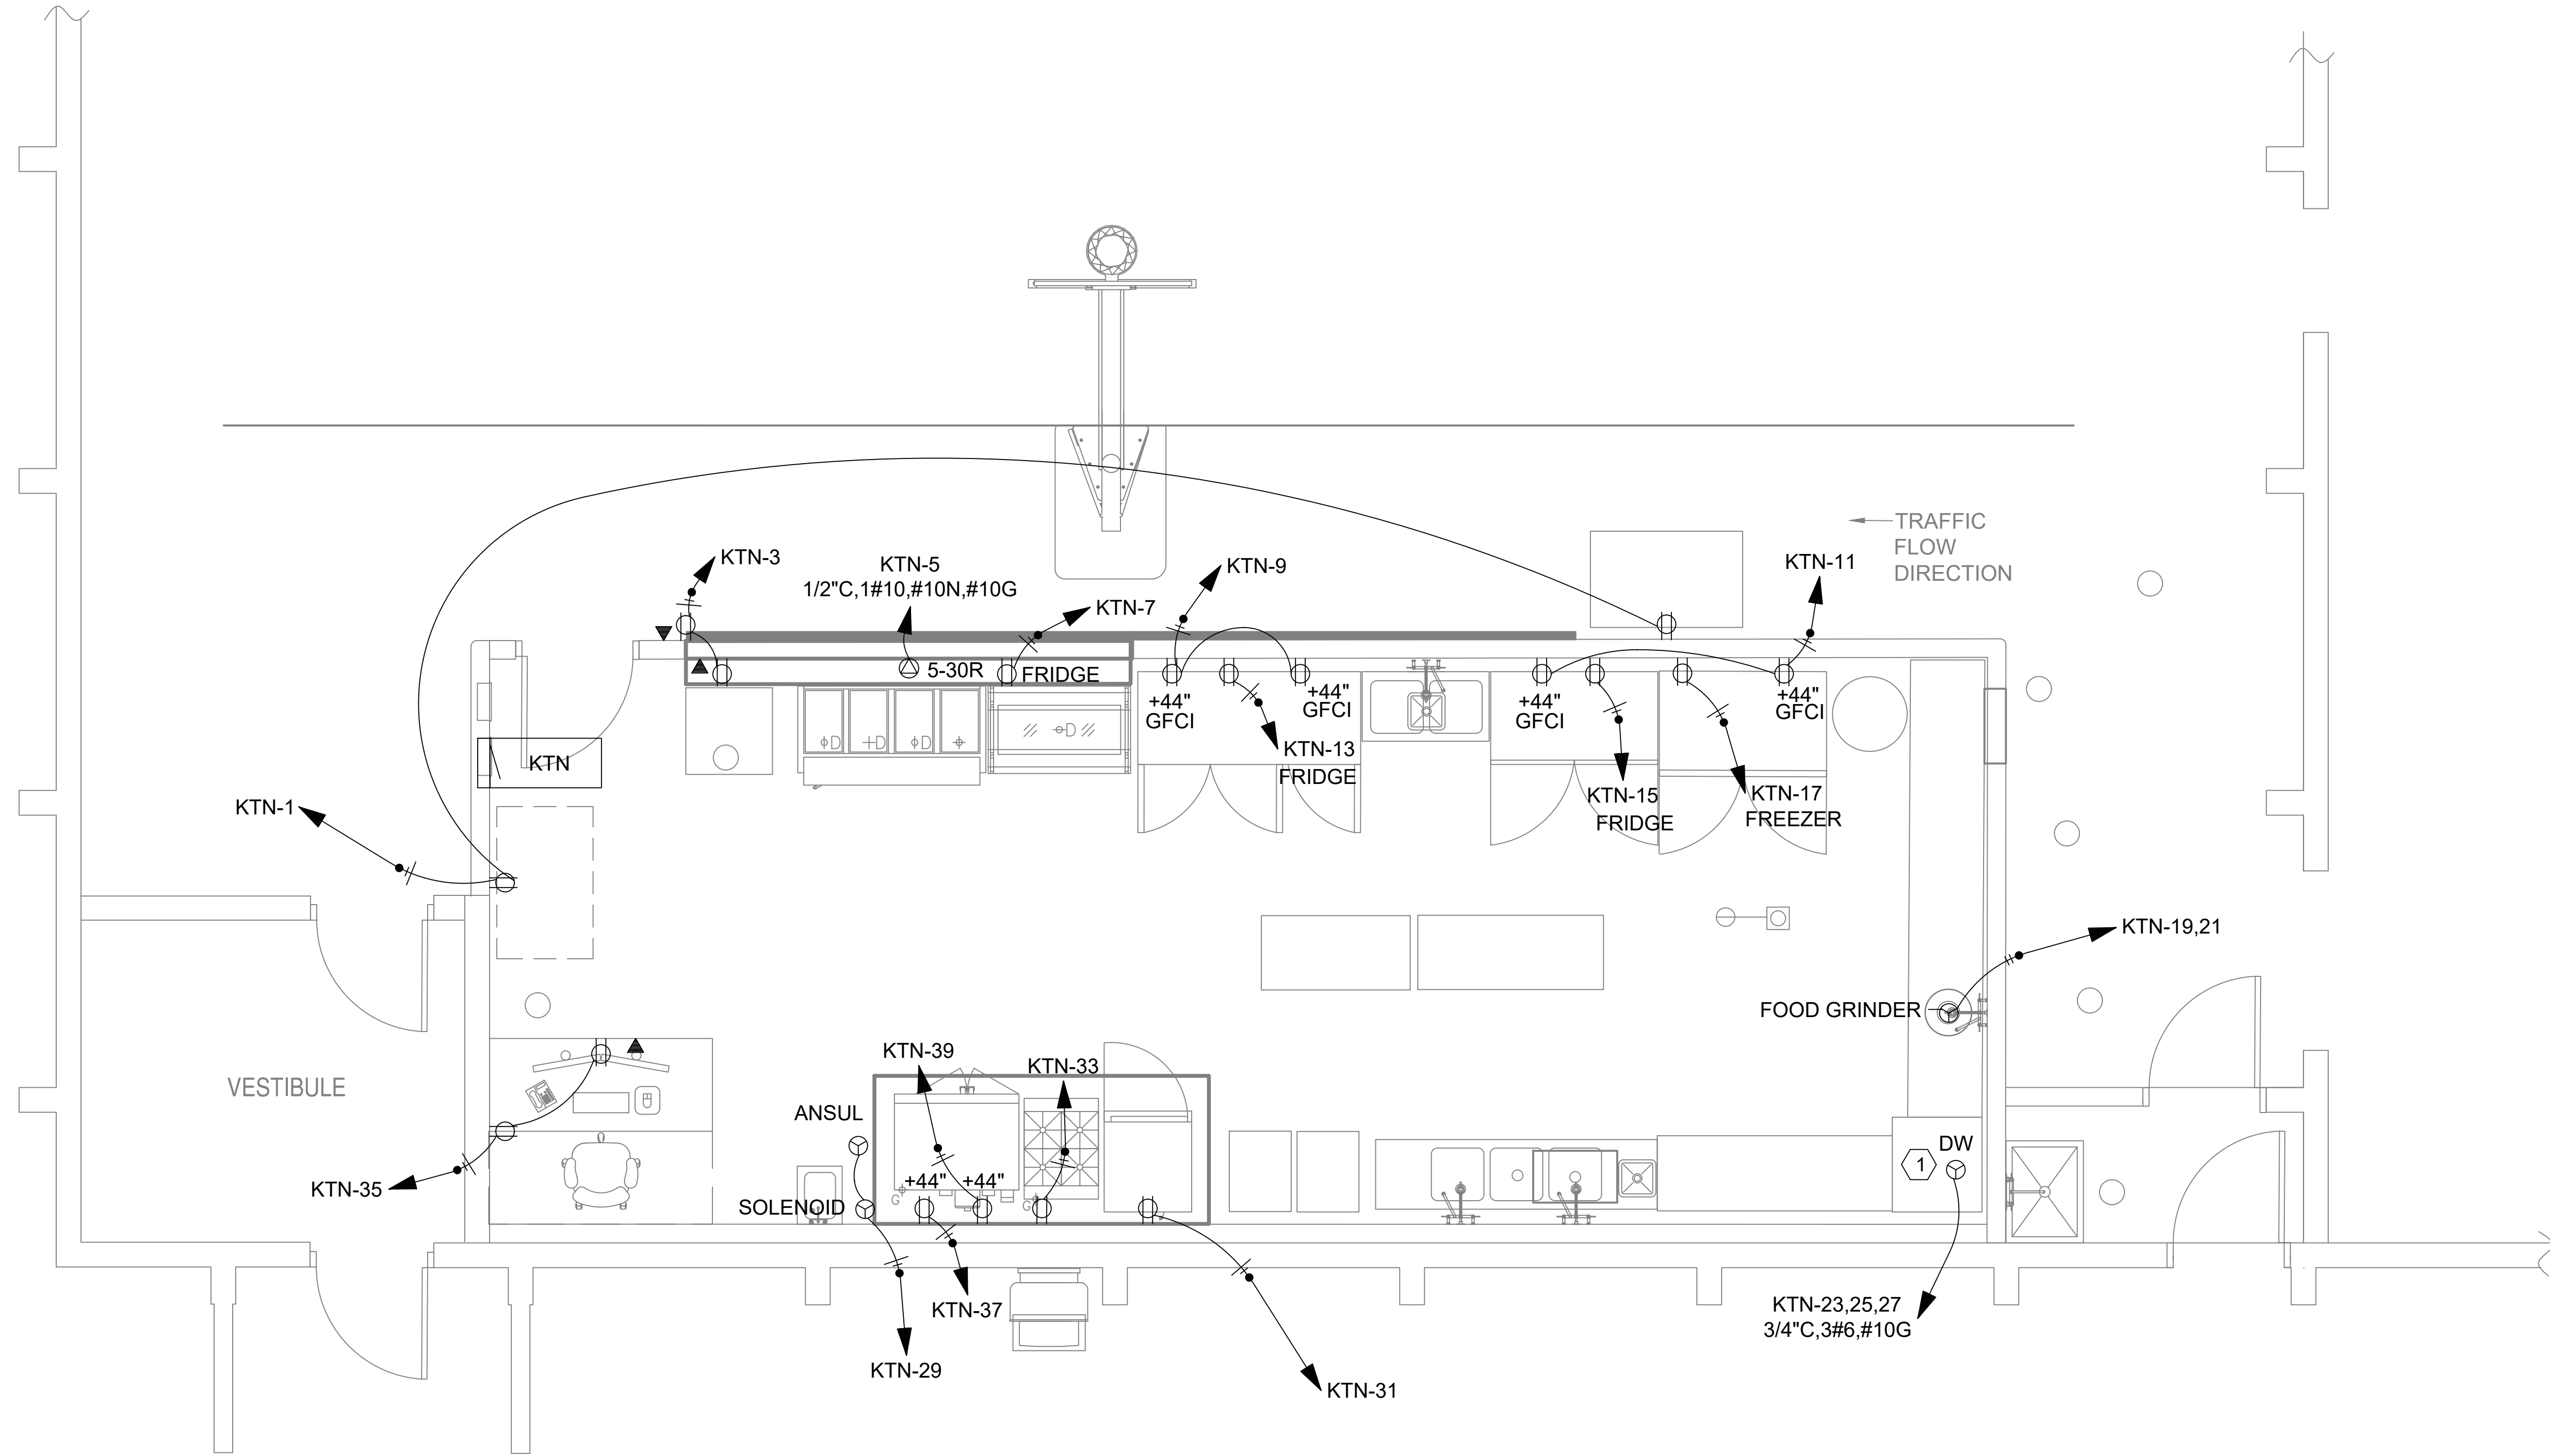 TRAFFIC
FLOW
DIRECTION
KTN-3
KTN-5
1/2"C,1#10,#10N,#10G
KTN-7
KTN-9
KTN-11
5-30R
FRIDGE
+44"
GFCI
+44"
GFCI
+44"
GFCI
+44"
GFCI
D
D
D
D
KTN-13
FRIDGE
KTN-15
FRIDGE
KTN-17
FREEZER
KTN
KTN-1
KTN-19,21
FOOD GRINDER
VESTIBULE
KTN-39
KTN-33
ANSUL
DW
1
+44"
+44"
G
G
SOLENOID
KTN-35
KTN-37
KTN-29
KTN-31
KTN-23,25,27
3/4"C,3#6,#10G